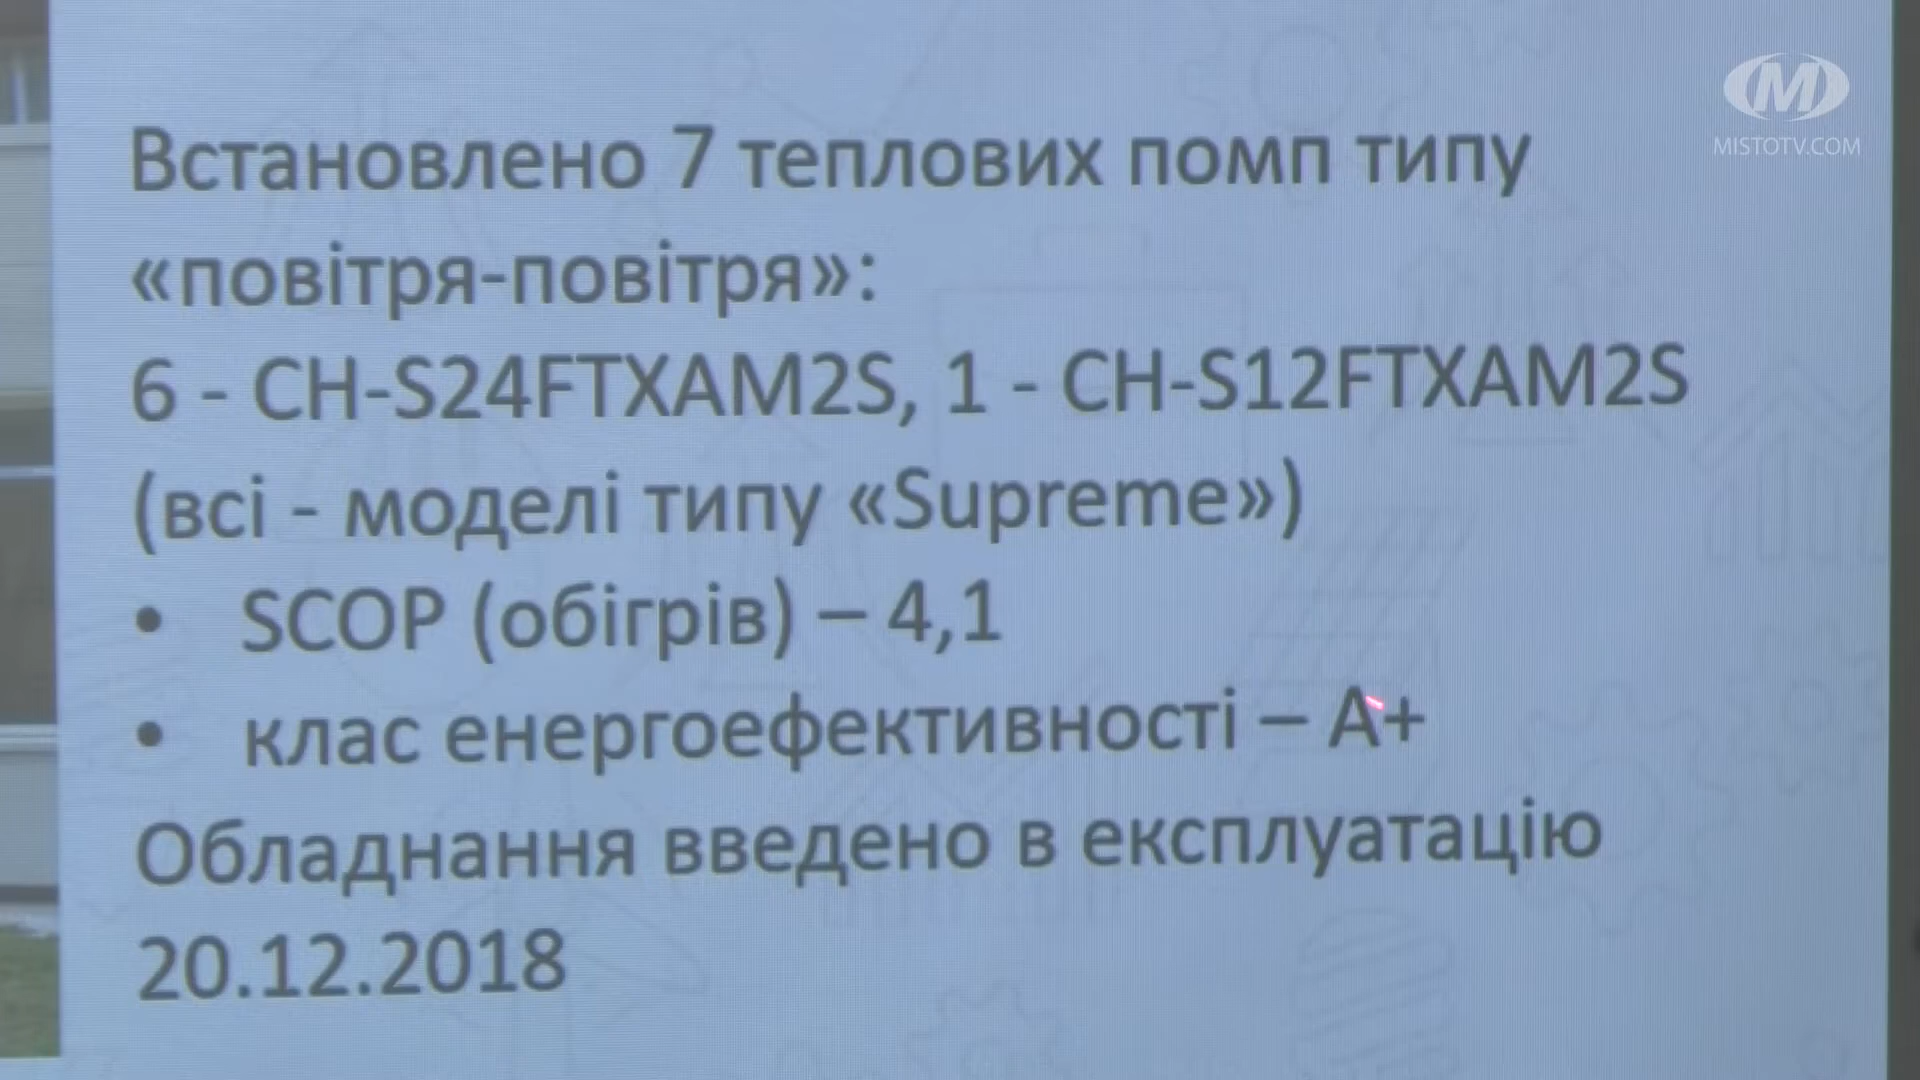 M
MISTOTV.COM
Встановлено 7 теплових помп типу
«повітря-повітря»:
6 - CH-S24FTXAM2S, 1 - CH-S12FTXAM2S
(всі - моделі типу «Supreme»)
• SCOP (обігрів) – 4,1
• клас енергоефективності – А+
Обладнання введено в експлуатацію
20.12.2018